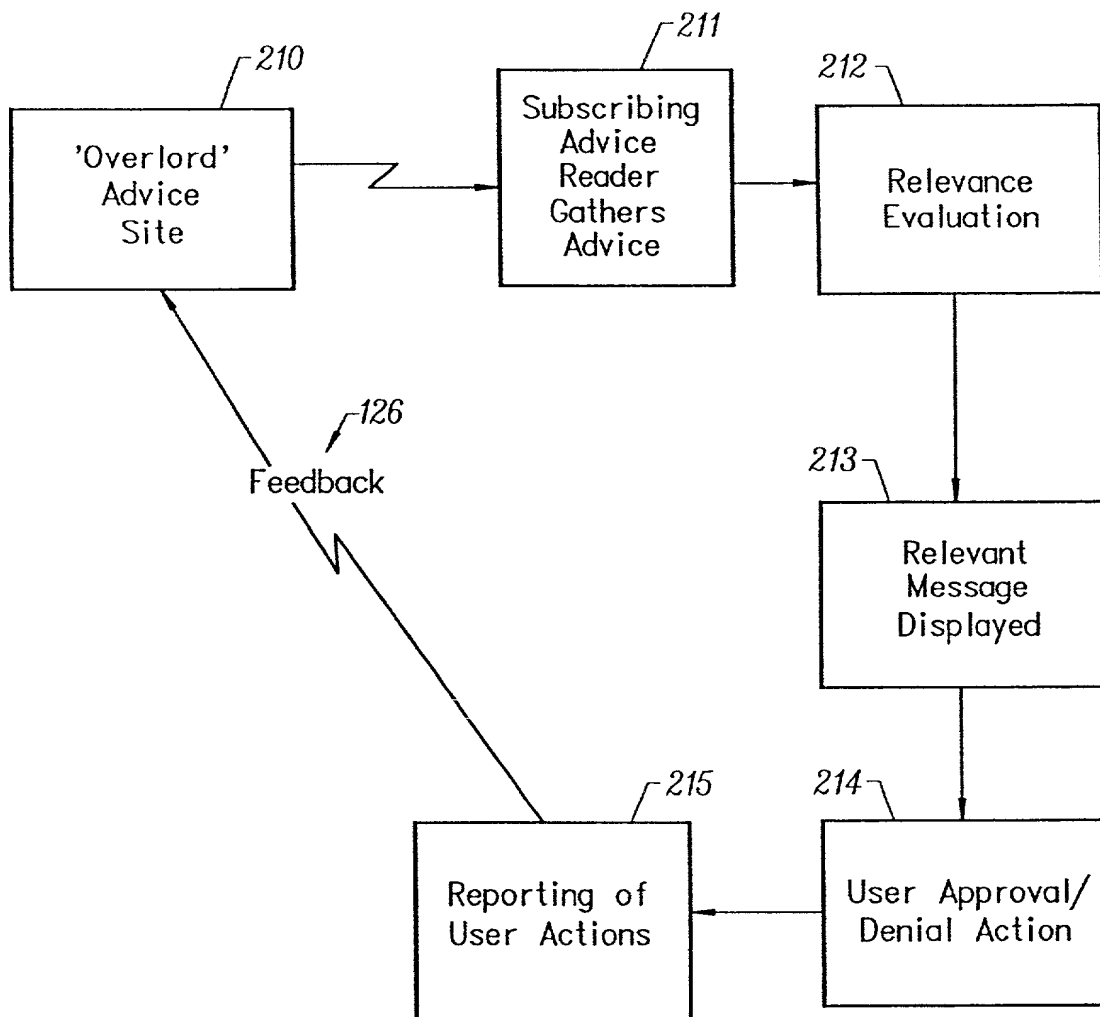 210
'Overlord'
Advice
Site
211
Subscribing
Advice
Reader
Gathers
Advice
212
Relevance
Evaluation
126
Feedback
213
Relevant
Message
Displayed
214
User Approval/
Denial Action
215
Reporting of
User Actions